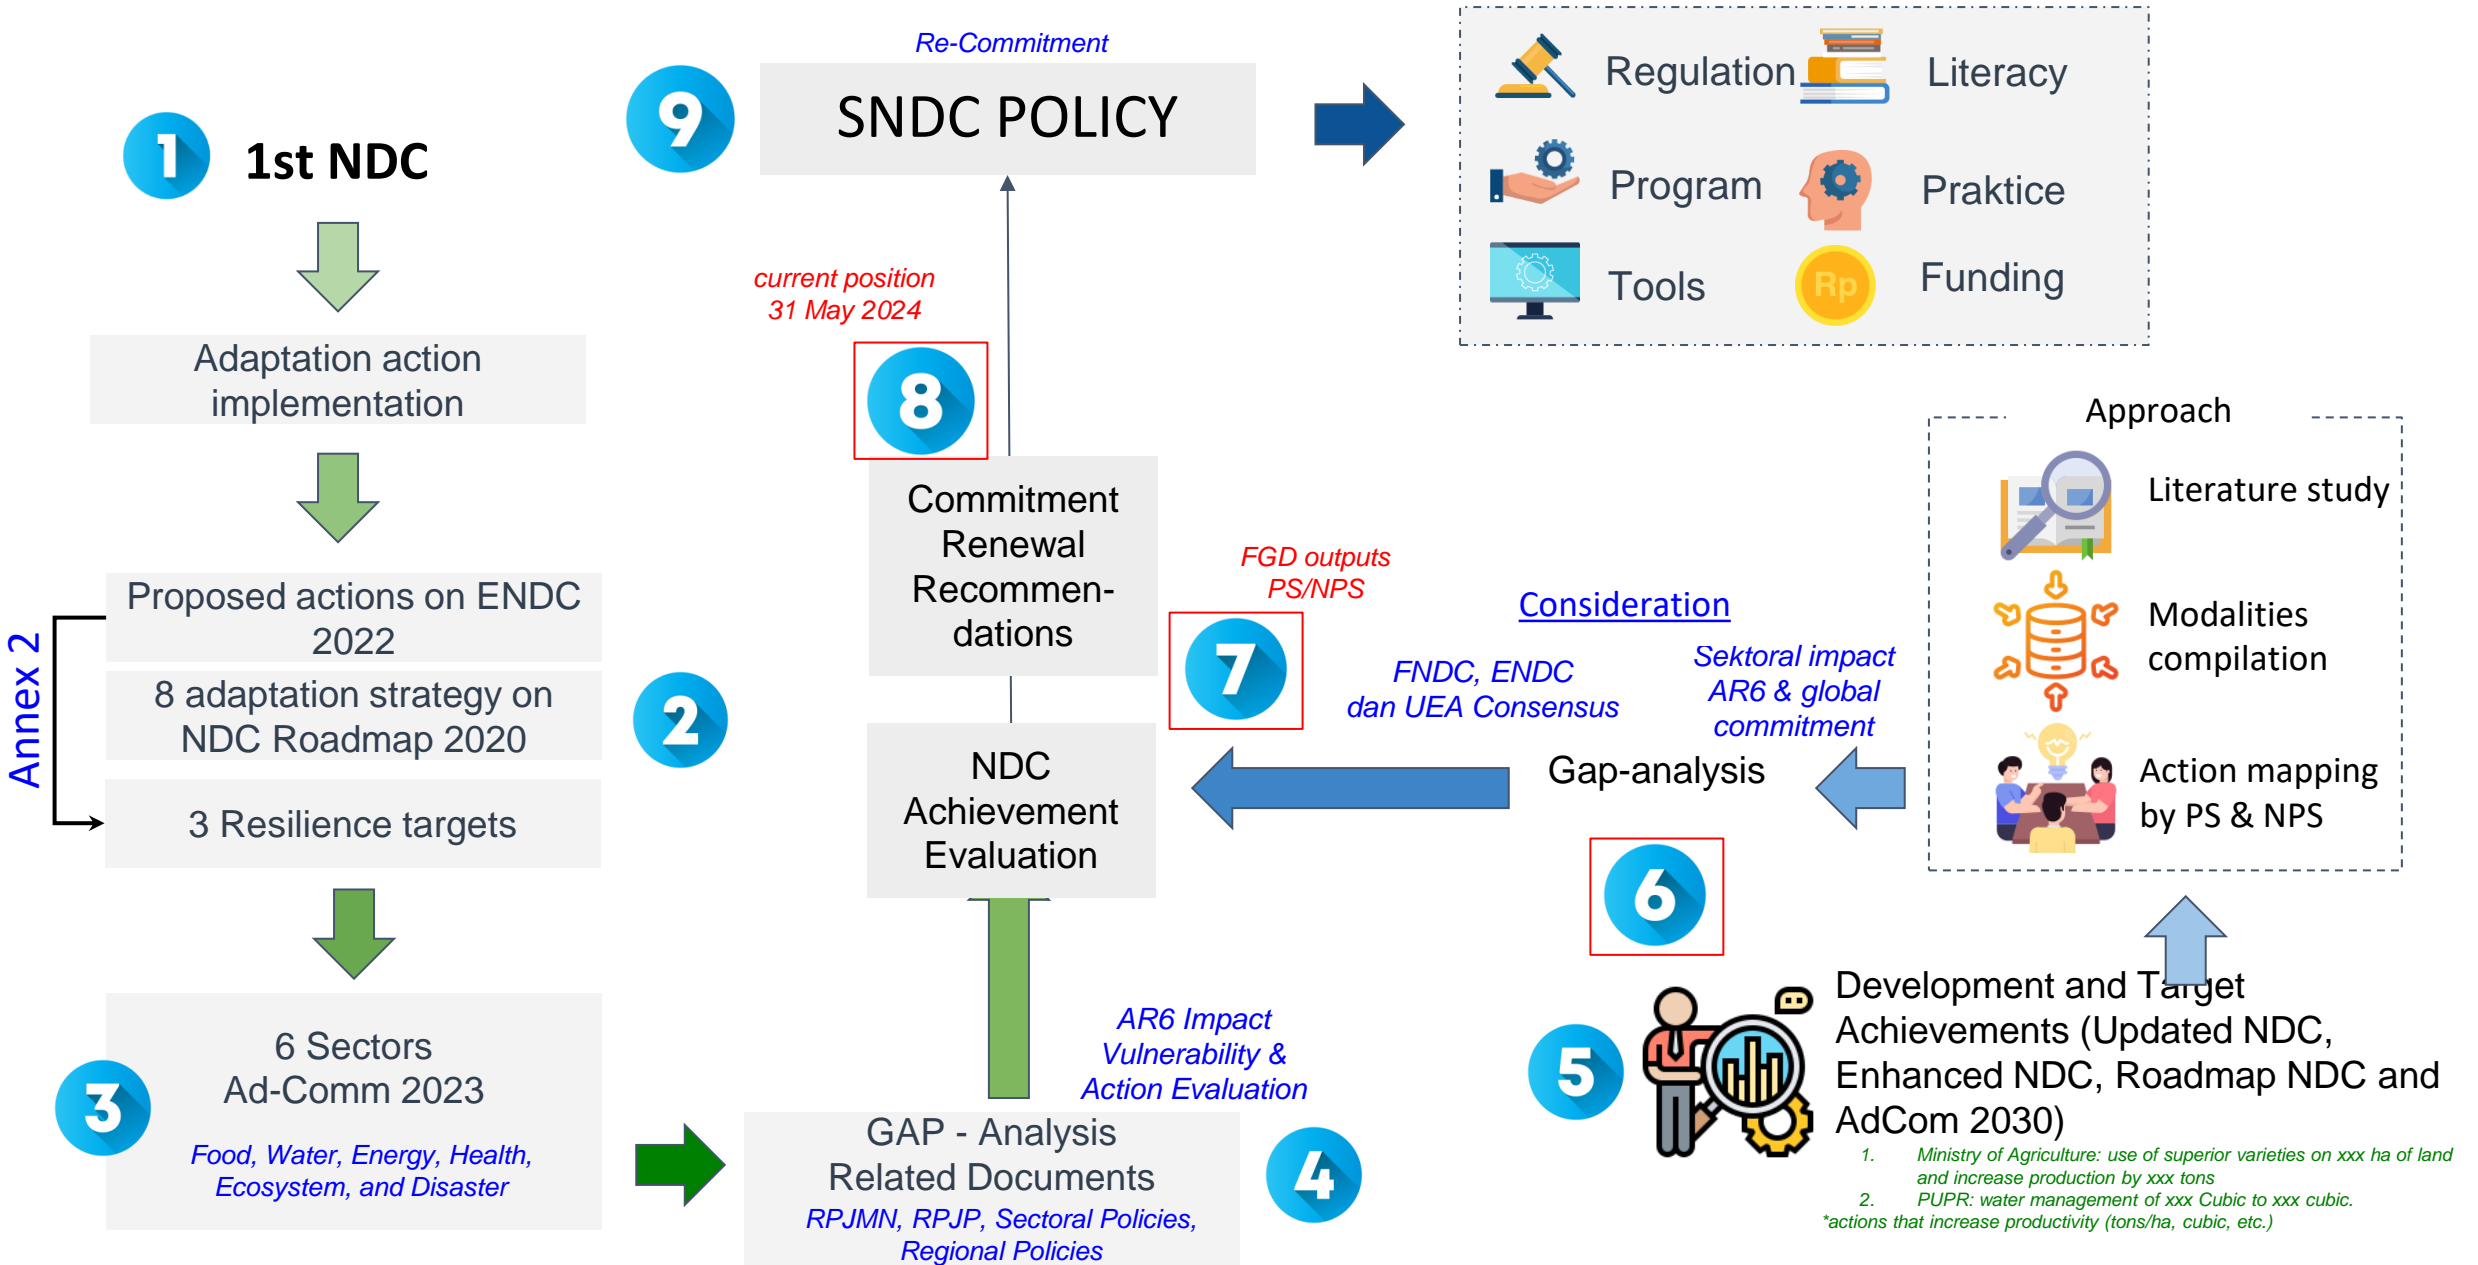 Re-Commitment
9
SNDC POLICY
Regulation
Literacy
Program
Praktice
Tools
Rp
Funding
1
1st NDC
Adaptation action
implementation
Annex 2
Proposed actions on ENDC
2022
8 adaptation strategy on
NDC Roadmap 2020
3 Resilience targets
2
3
6 Sectors
Ad-Comm 2023
Food, Water, Energy, Health,
Ecosystem, and Disaster
current position
31 May 2024
8
Commitment
Renewal
Recommen-
dations
NDC
Achievement
Evaluation
AR6 Impact
Vulnerability &
Action Evaluation
GAP - Analysis
Related Documents
RPJMN, RPJP, Sectoral Policies,
Regional Policies
4
FGD outputs
PS/NPS
7
Consideration
FNDC, ENDC
dan UEA Consensus
Sektoral impact
AR6 & global
commitment
Gap-analysis
6
Approach
Literature study
Modalities
compilation
Action mapping
by PS & NPS
5
Development and Target
Achievements (Updated NDC,
Enhanced NDC, Roadmap NDC and
AdCom 2030)
1. Ministry of Agriculture: use of superior varieties on xxx ha of land
and increase production by xxx tons
2. PUPR: water management of xxx Cubic to xxx cubic.
*actions that increase productivity (tons/ha, cubic, etc.)